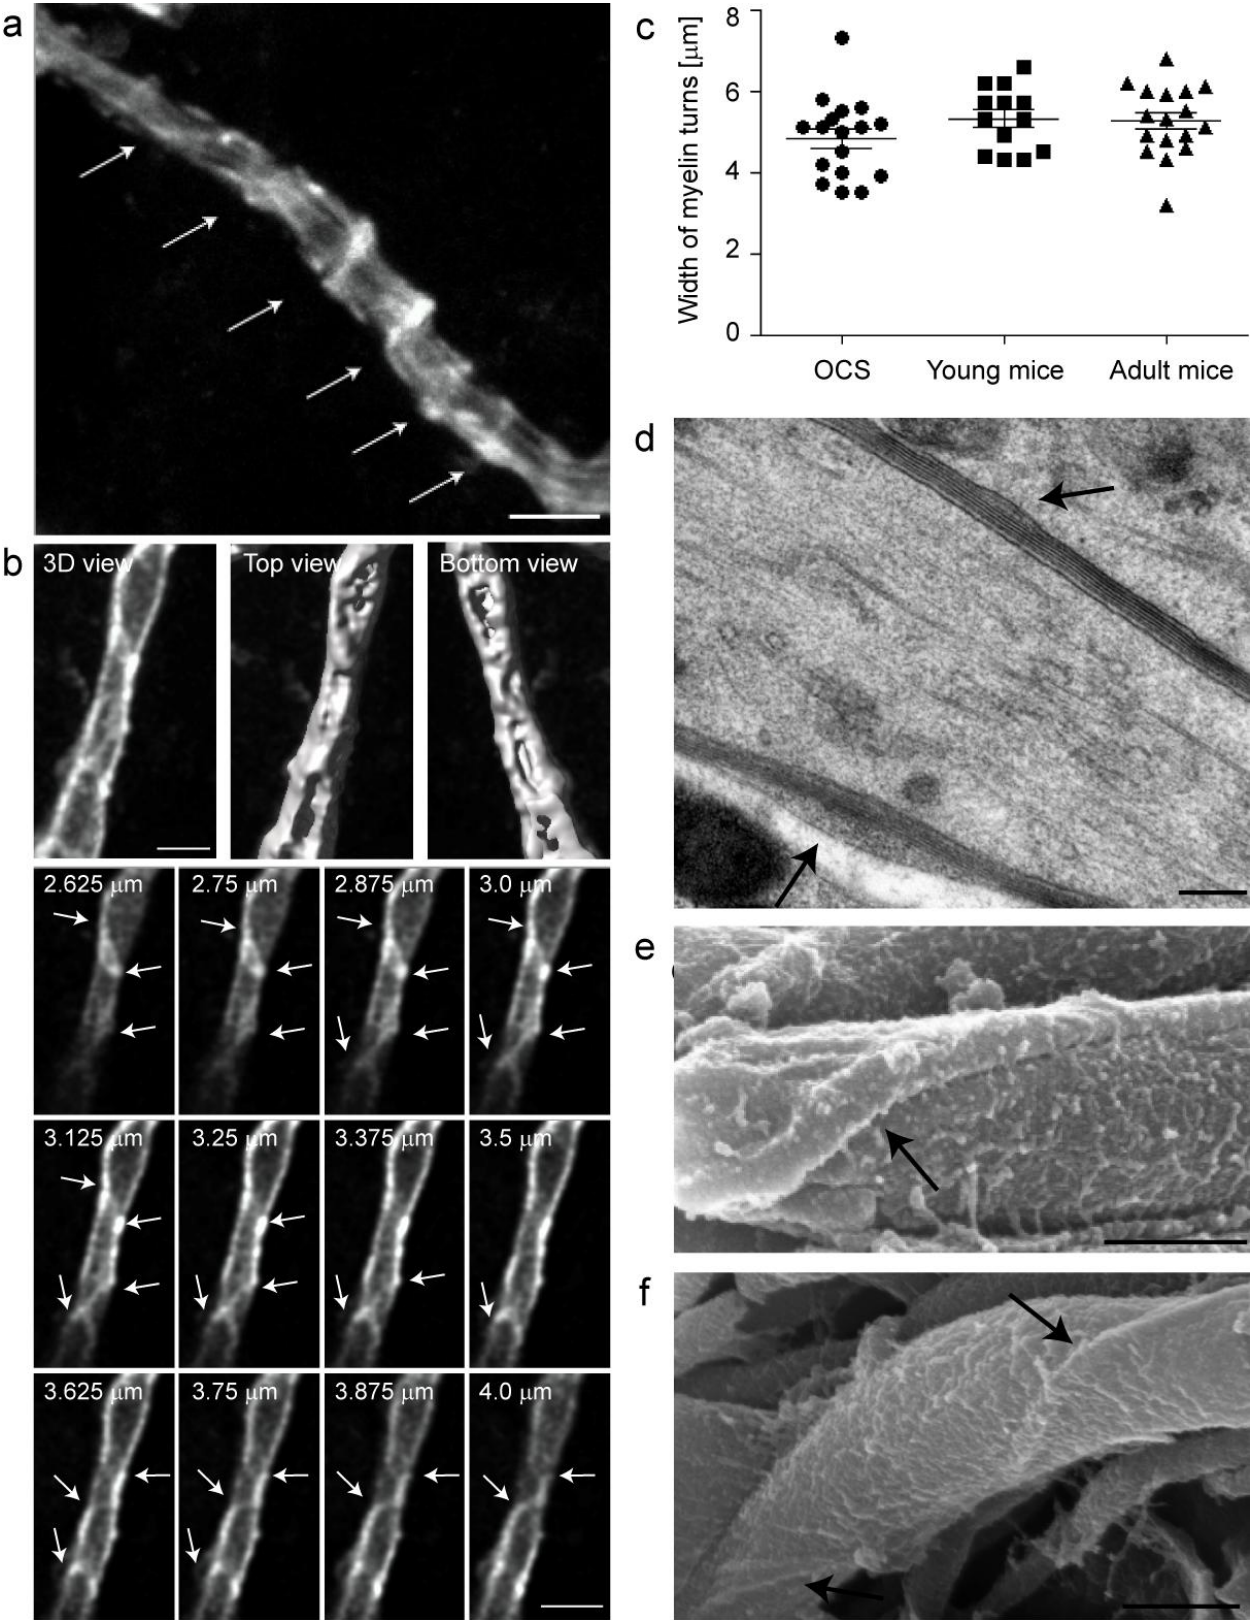 a
b
3D view
Top view
Bottom view
2.625 μm
2.75 μm
2.875 μm
3.0 μm
3.125 μm
3.25 μm
3.375 μm
3.5 μm
3.625 μm
3.75 μm
3.875 μm
4.0 μm
c
Width of myelin turns [μm]
8
6
4
2
0
OCS
Young mice
Adult mice
d
e
f